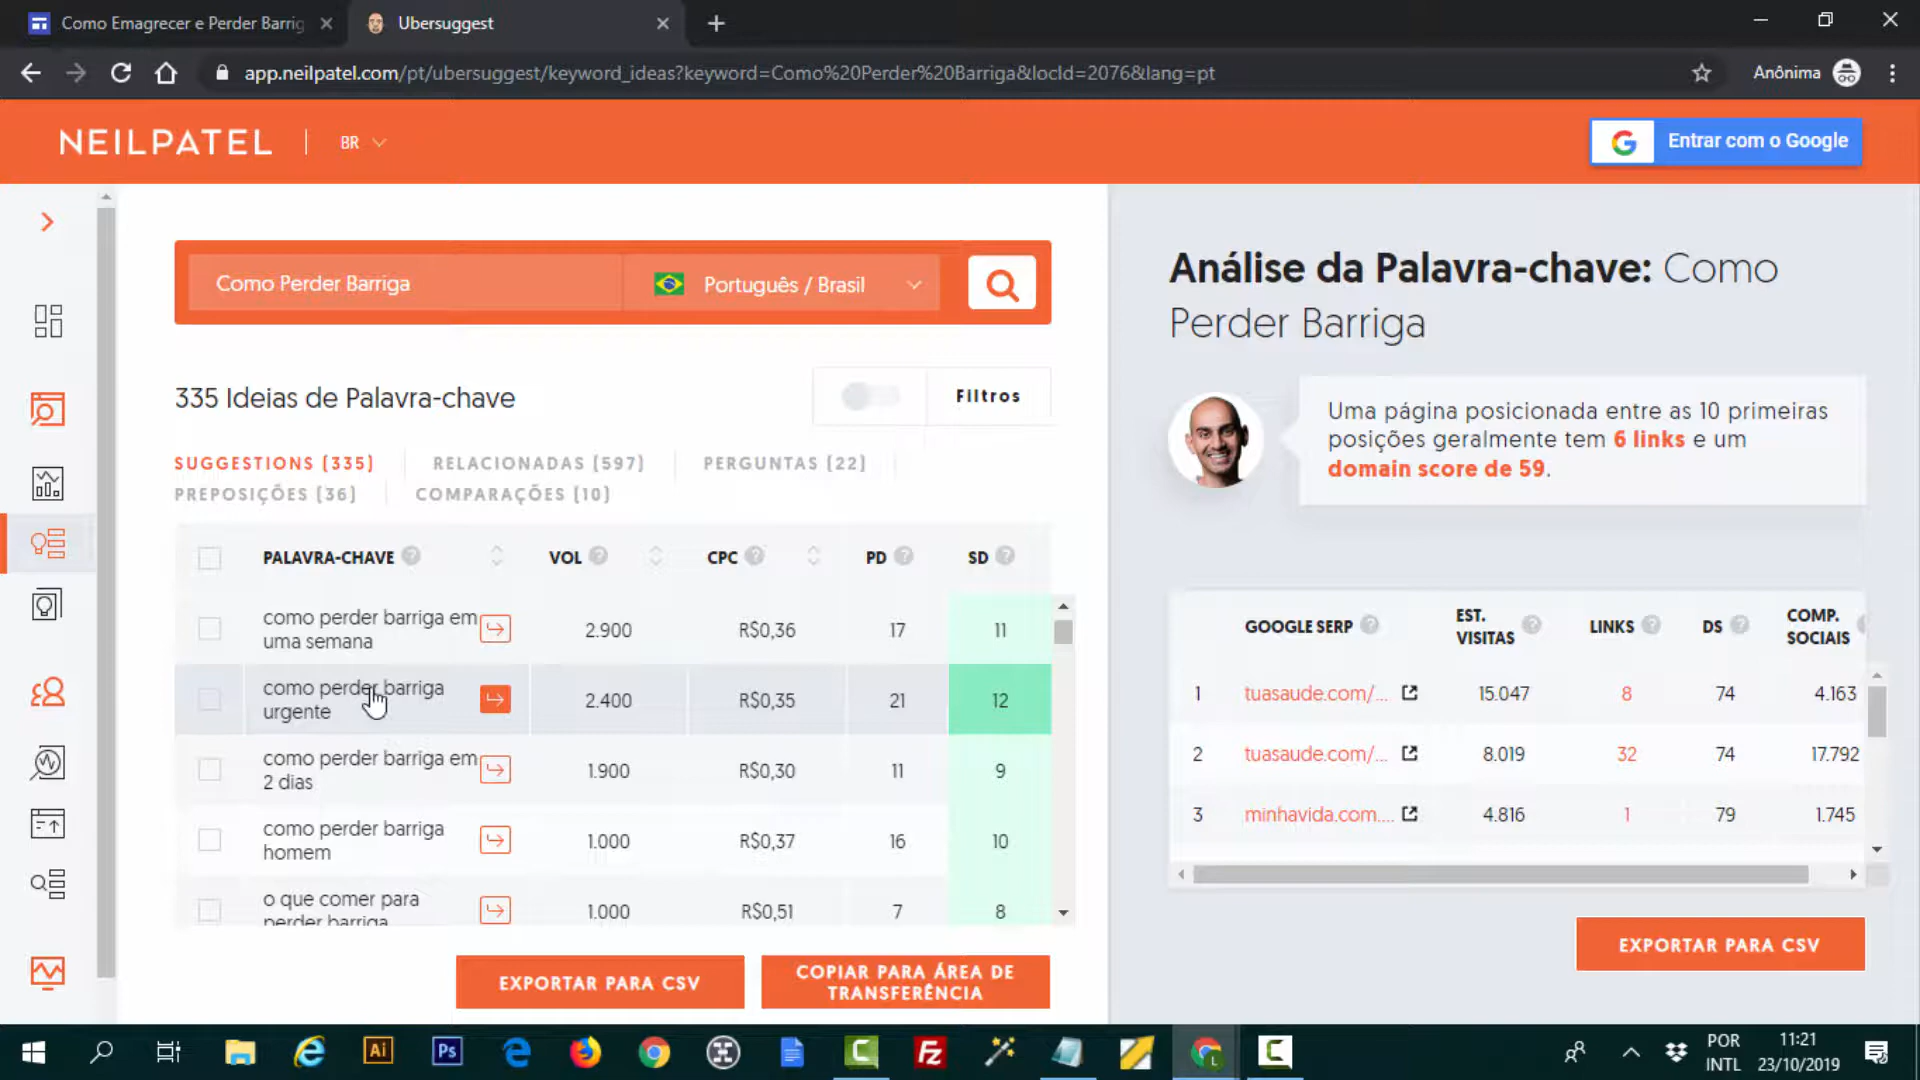 Como Emagrecer e Perder Barrig
Ubersuggest
app.neilpatel.com/pt/ubersuggest/keyword_ideas?keyword=Como%20Perder%20Barriga&locId=2076&lang=pt
Anônima
NEILPATEL
BR
Entrar com o Google
Como Perder Barriga
Português / Brasil
335 Ideias de Palavra-chave
Filtros
SUGGESTIONS (335)
RELACIONADAS (597)
PERGUNTAS (22)
PREPOSIÇÕES (36)
COMPARAÇÕES (10)
PALAVRA-CHAVE ? VOL ? CPC ? PD ? SD ?
como perder barriga em
uma semana
2.900 R$0,36 17 11
como perder barriga
urgente
2.400 R$0,35 21 12
como perder barriga em
2 dias
1.900 R$0,30 11 9
como perder barriga
homem
1.000 R$0,37 16 10
o que comer para
perder barriga
1.000 R$0,51 7 8
EXPORTAR PARA CSV
COPIAR PARA ÁREA DE
TRANSFERÊNCIA
Análise da Palavra-chave: Como
Perder Barriga
Uma página posicionada entre as 10 primeiras
posições geralmente tem 6 links e um
domain score de 59.
GOOGLE SERP ? EST. VISITAS ? LINKS ? DS ? COMP. SOCIAIS
1 tuasaude.com/... 15.047 8 74 4.163
2 tuasaude.com/... 8.019 32 74 17.792
3 minhavida.com.... 4.816 1 79 1.745
EXPORTAR PARA CSV
Ai
Ps
Fz
L
POR
INTL
11:21
23/10/2019